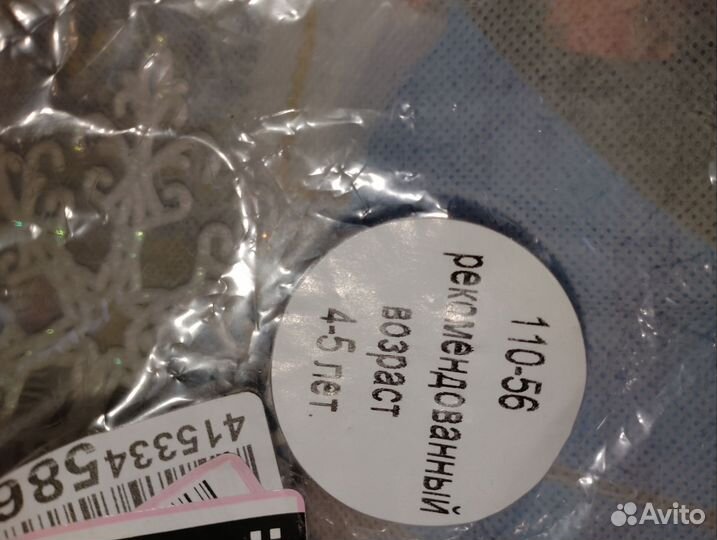 110-56
рекомендованный
возраст
4-5 лет.
415334586
Avito